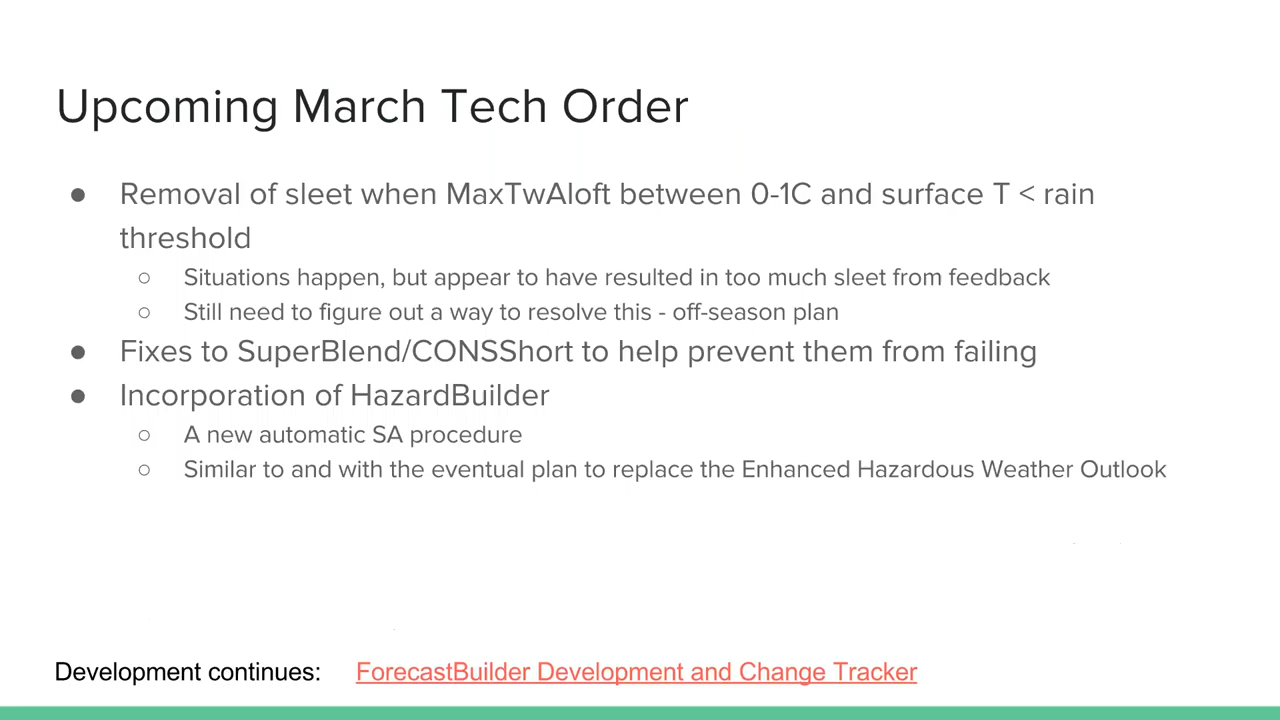 Upcoming March Tech Order
● Removal of sleet when MaxTwAloft between 0-1C and surface T < rain
threshold
○ Situations happen, but appear to have resulted in too much sleet from feedback
○ Still need to figure out a way to resolve this - off-season plan
● Fixes to SuperBlend/CONSShort to help prevent them from failing
● Incorporation of HazardBuilder
○ A new automatic SA procedure
○ Similar to and with the eventual plan to replace the Enhanced Hazardous Weather Outlook
Development continues: ForecastBuilder Development and Change Tracker